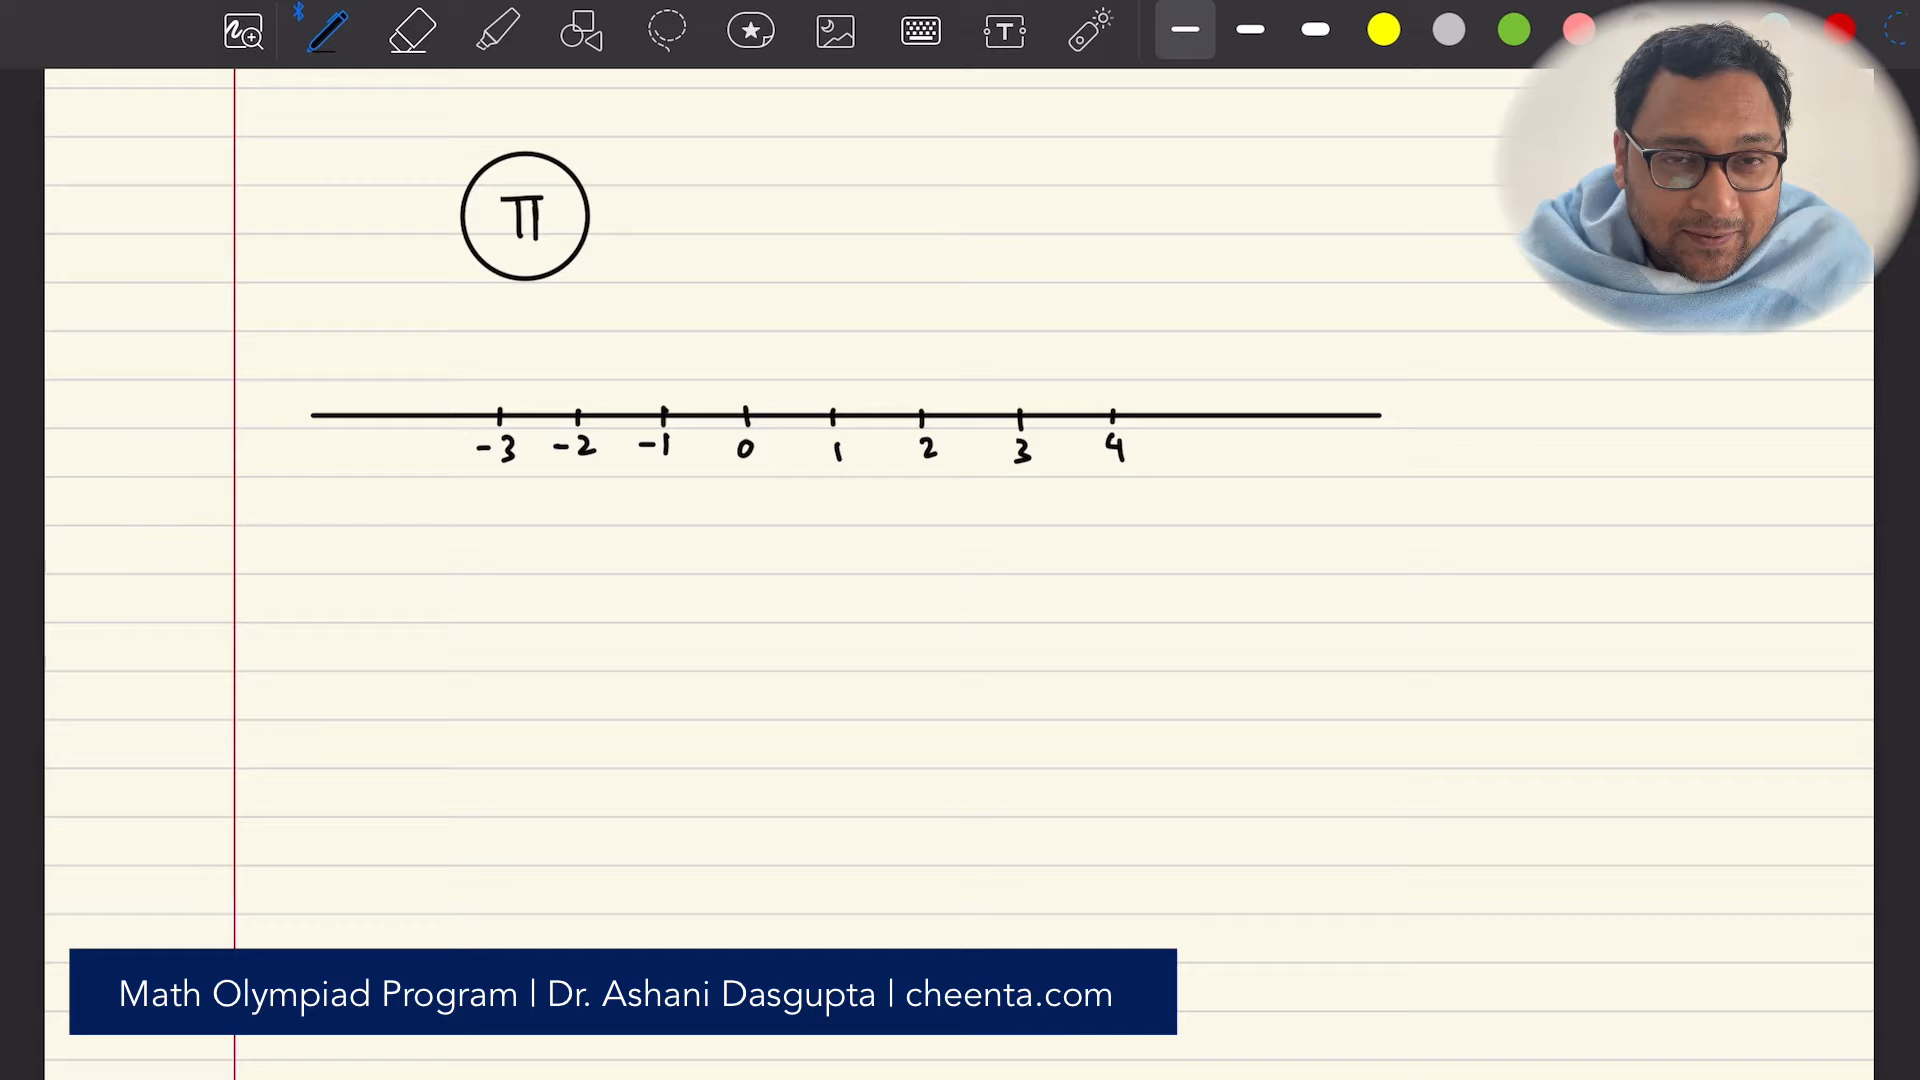 π
-3 -2 -1 0 1 2 3 4
Math Olympiad Program | Dr. Ashani Dasgupta | cheenta.com